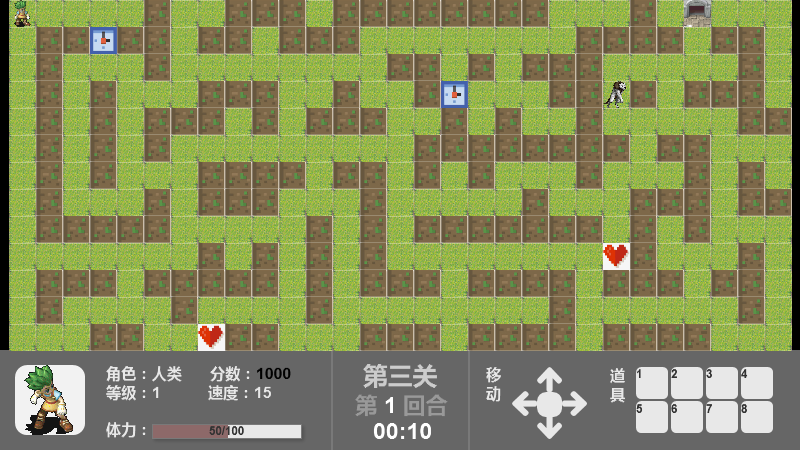 角色：人类 分数：1000
等级：1 速度：15
体力： 50/100
第三关
第 1 回合
00:10
移动
道具
1 2 3 4
5 6 7 8